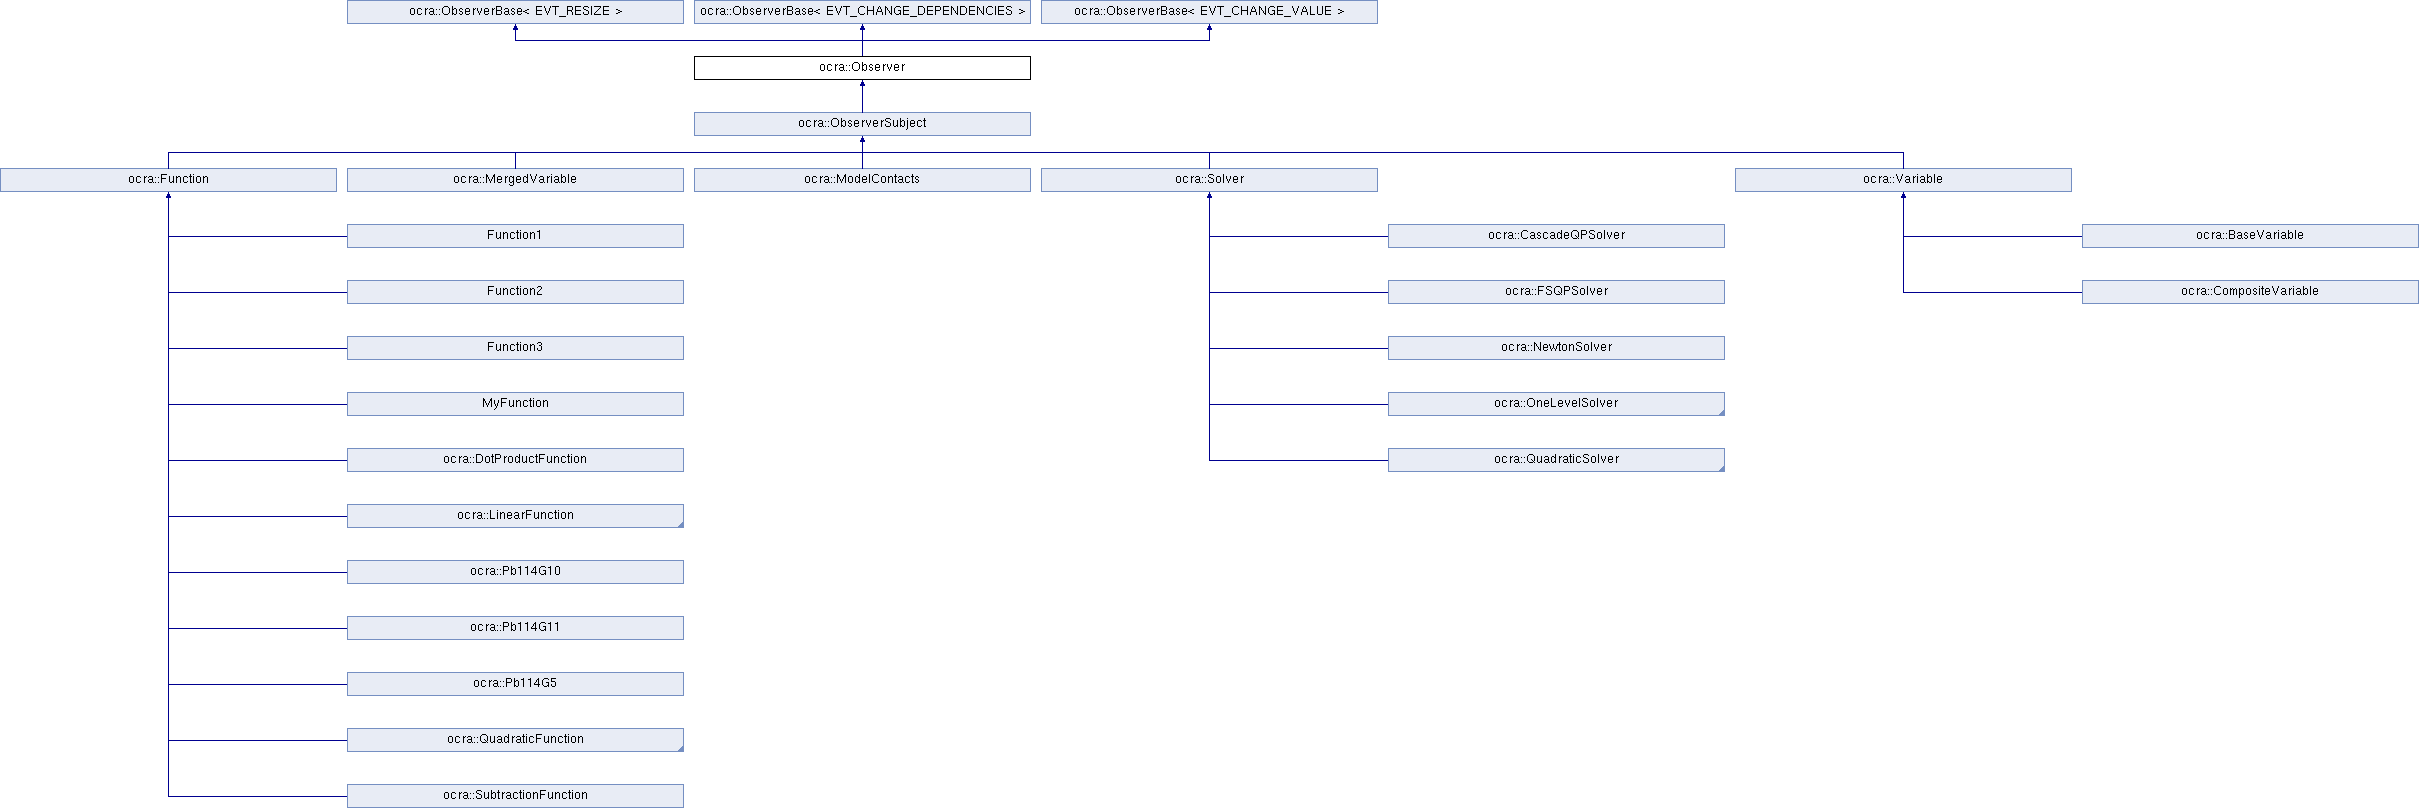 ocra::ObserverBase< EVT_RESIZE >
ocra::ObserverBase< EVT_CHANGE_DEPENDENCIES >
ocra::ObserverBase< EVT_CHANGE_VALUE >
ocra::Observer
ocra::ObserverSubject
ocra::Function
ocra::MergedVariable
ocra::ModelContacts
ocra::Solver
ocra::Variable
Function1
ocra::CascadeQPSolver
ocra::BaseVariable
Function2
ocra::FSQPSolver
ocra::CompositeVariable
Function3
ocra::NewtonSolver
MyFunction
ocra::OneLevelSolver
ocra::DotProductFunction
ocra::QuadraticSolver
ocra::LinearFunction
ocra::Pb114G10
ocra::Pb114G11
ocra::Pb114G5
ocra::QuadraticFunction
ocra::SubtractionFunction